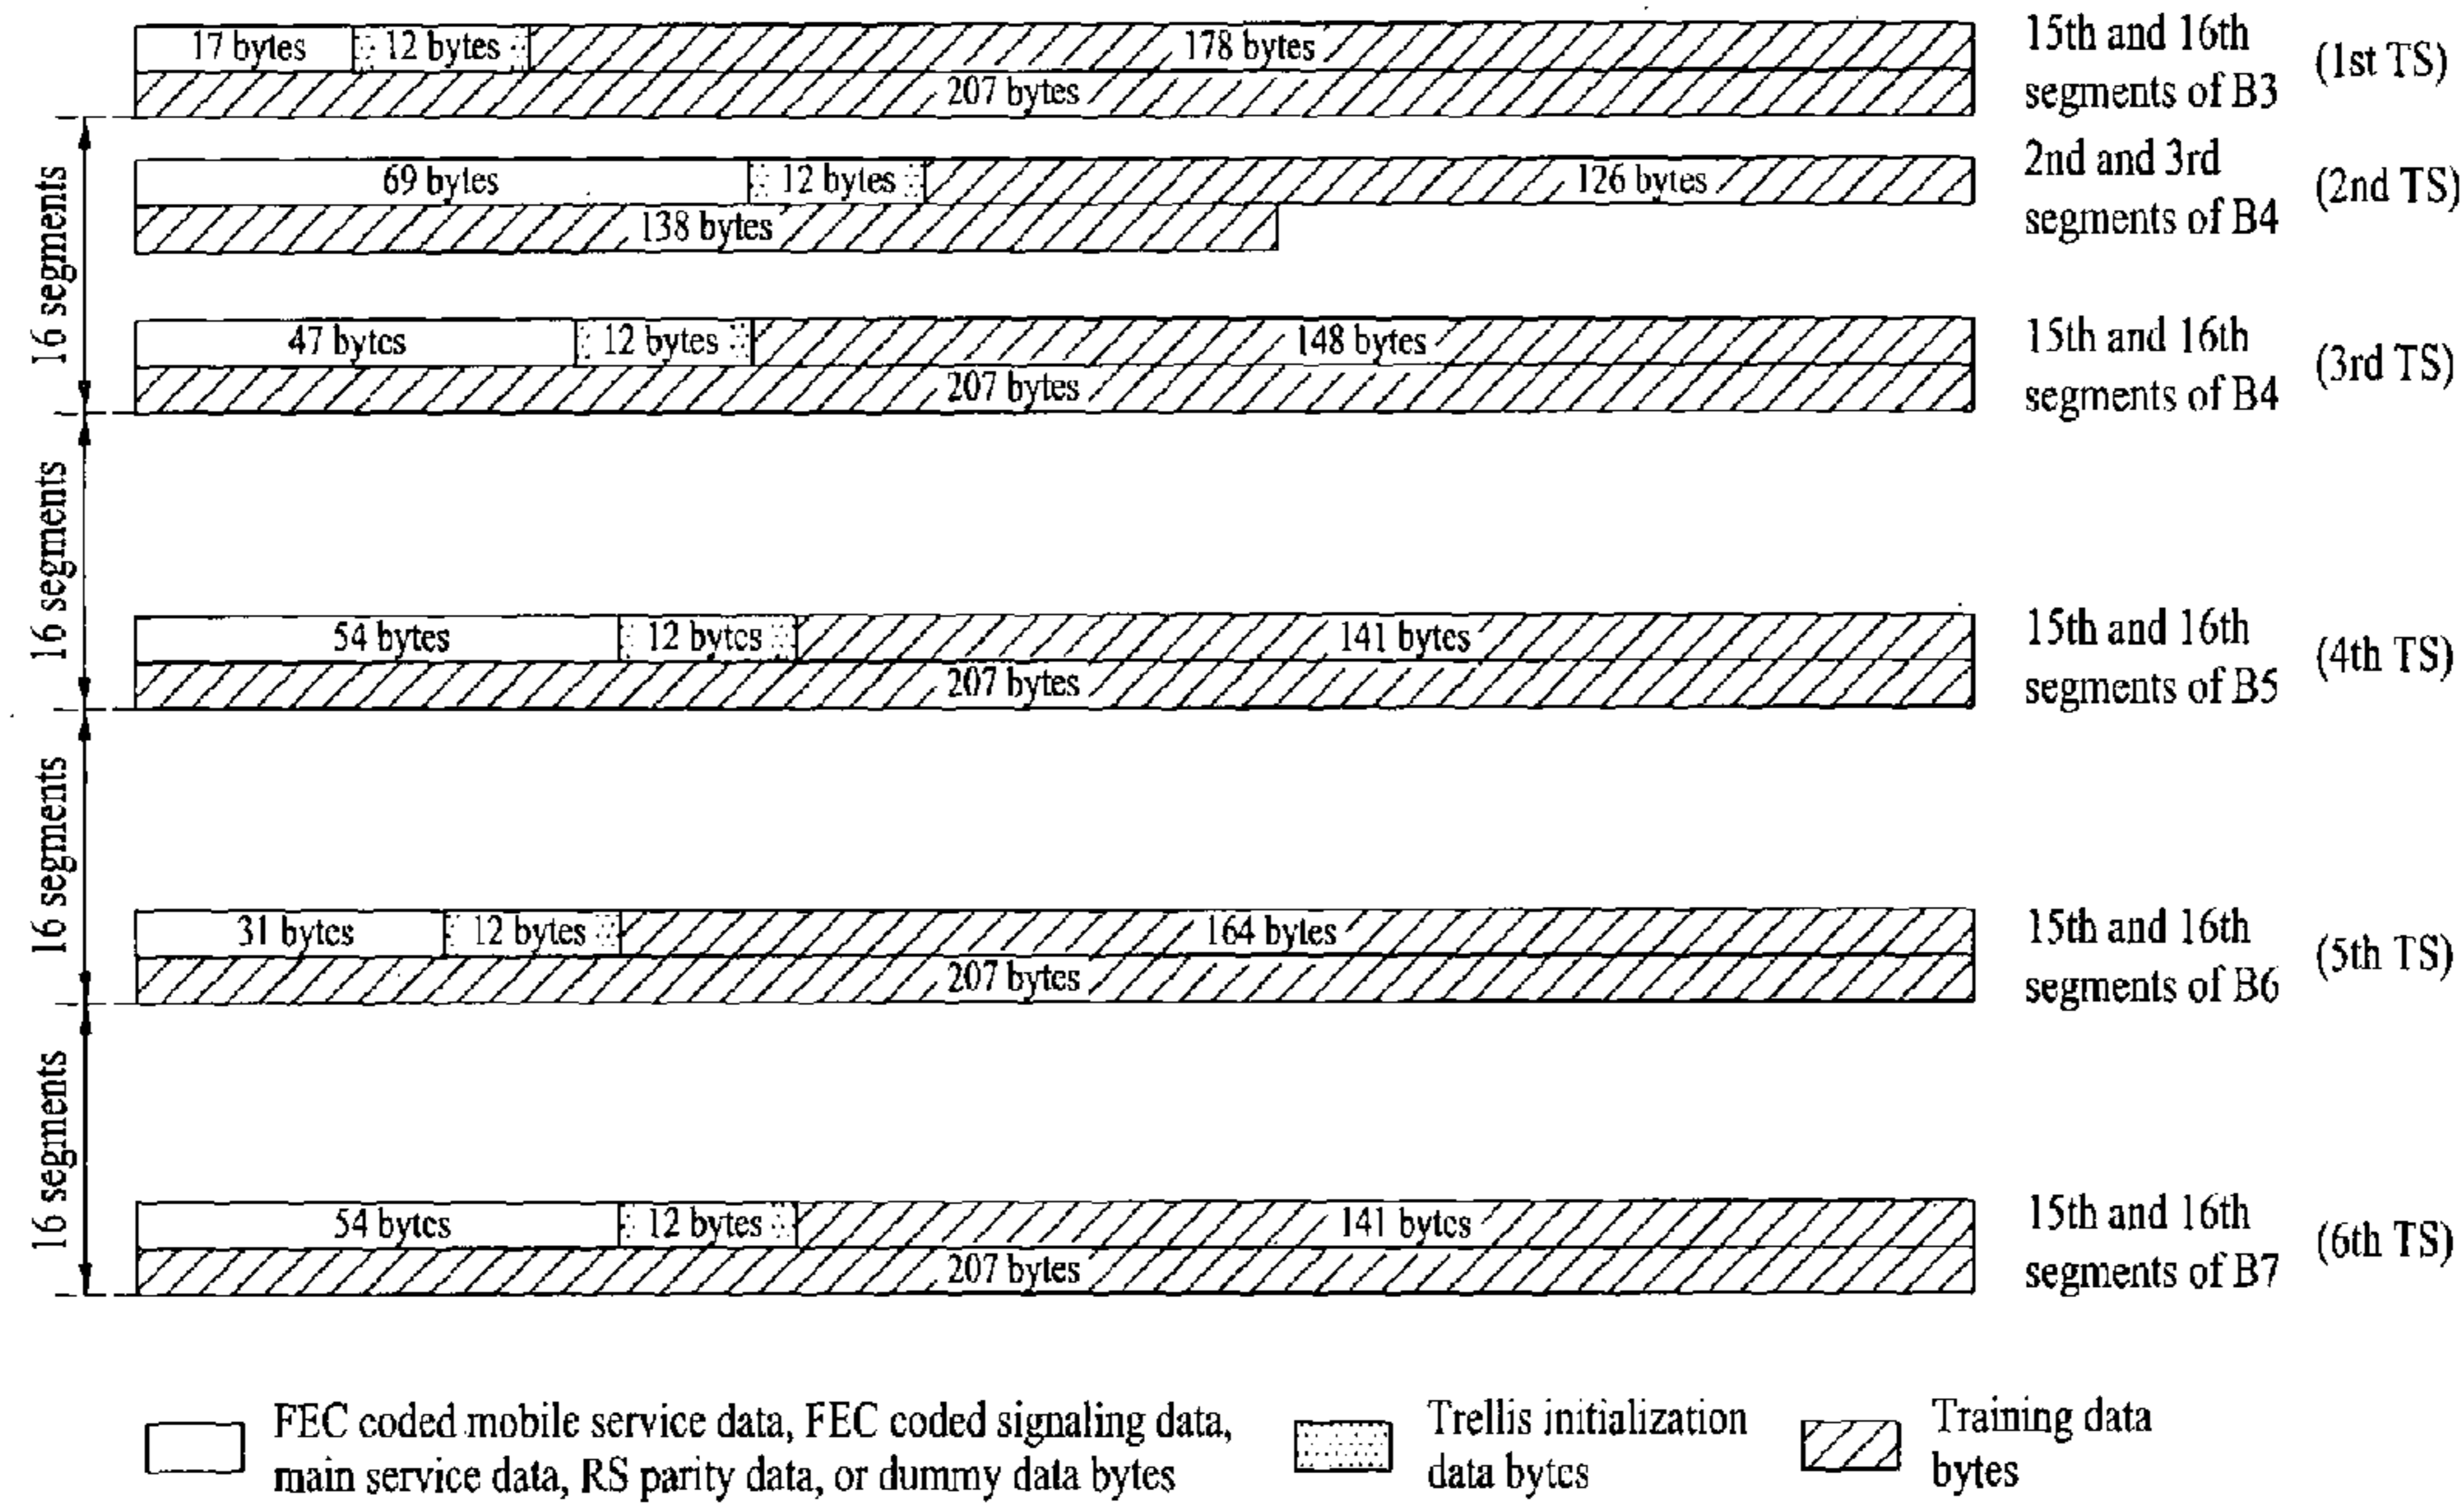 17 bytes 12 bytes 178 bytes 15th and 16th
(1st TS)
207 bytes segments of B3
69 bytes 12 bytes 126 bytes 2nd and 3rd
(2nd TS)
138 bytes segments of B4
16 segments
47 bytes 12 bytes 148 bytes 15th and 16th
(3rd TS)
207 bytes segments of B4
16 segments
54 bytes 12 bytes 141 bytes 15th and 16th
(4th TS)
207 bytes segments of B5
16 segments
31 bytes 12 bytes 164 bytes 15th and 16th
(5th TS)
207 bytes segments of B6
16 segments
54 bytes 12 bytes 141 bytes 15th and 16th
(6th TS)
207 bytes segments of B7
FEC coded mobile service data, FEC coded signaling data,
main service data, RS parity data, or dummy data bytes
Trellis initialization
data bytes
Training data
bytes